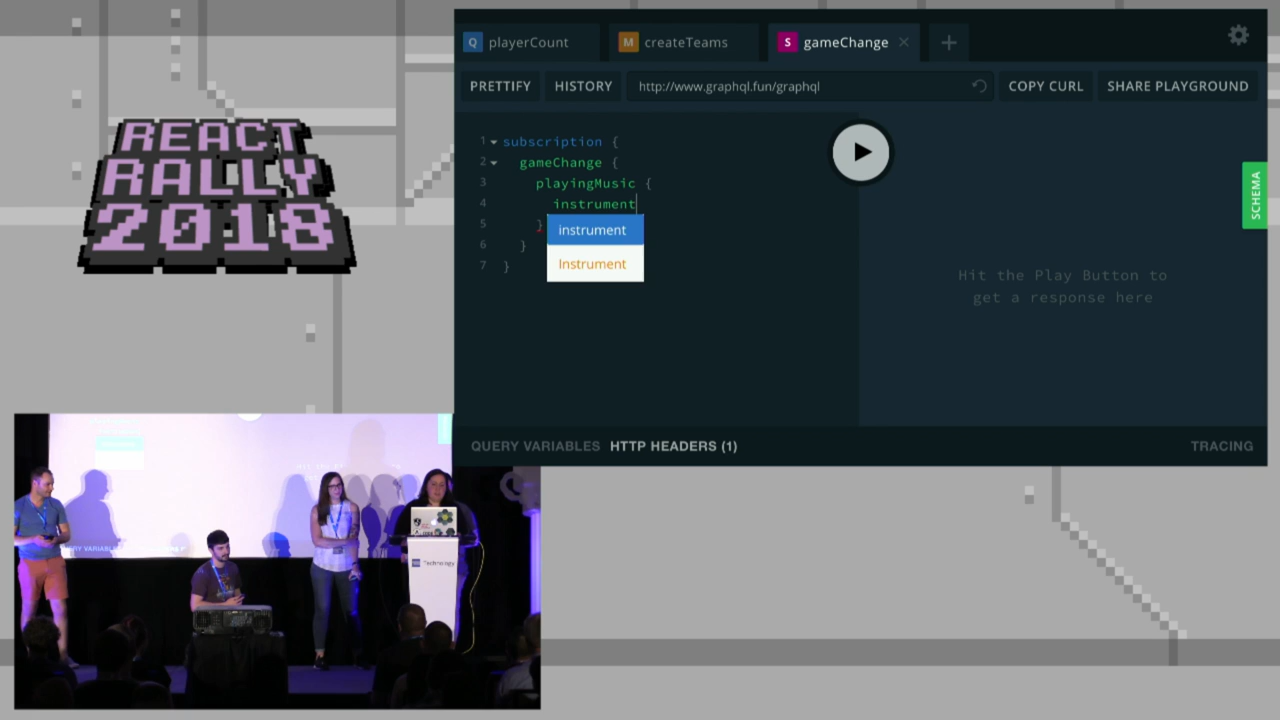 REACT
RALLY
2018
Q playerCount
M createTeams
S gameChange
PRETTIFY
HISTORY
http://www.graphql.fun/graphql
COPY CURL
SHARE PLAYGROUND
1 subscription {
2 gameChange {
3 playingMusic {
4 instrument
5 }
6 }
7 }
instrument
Instrument
Hit the Play Button to
get a response here
SCHEMA
QUERY VARIABLES
HTTP HEADERS (1)
TRACING
Technology